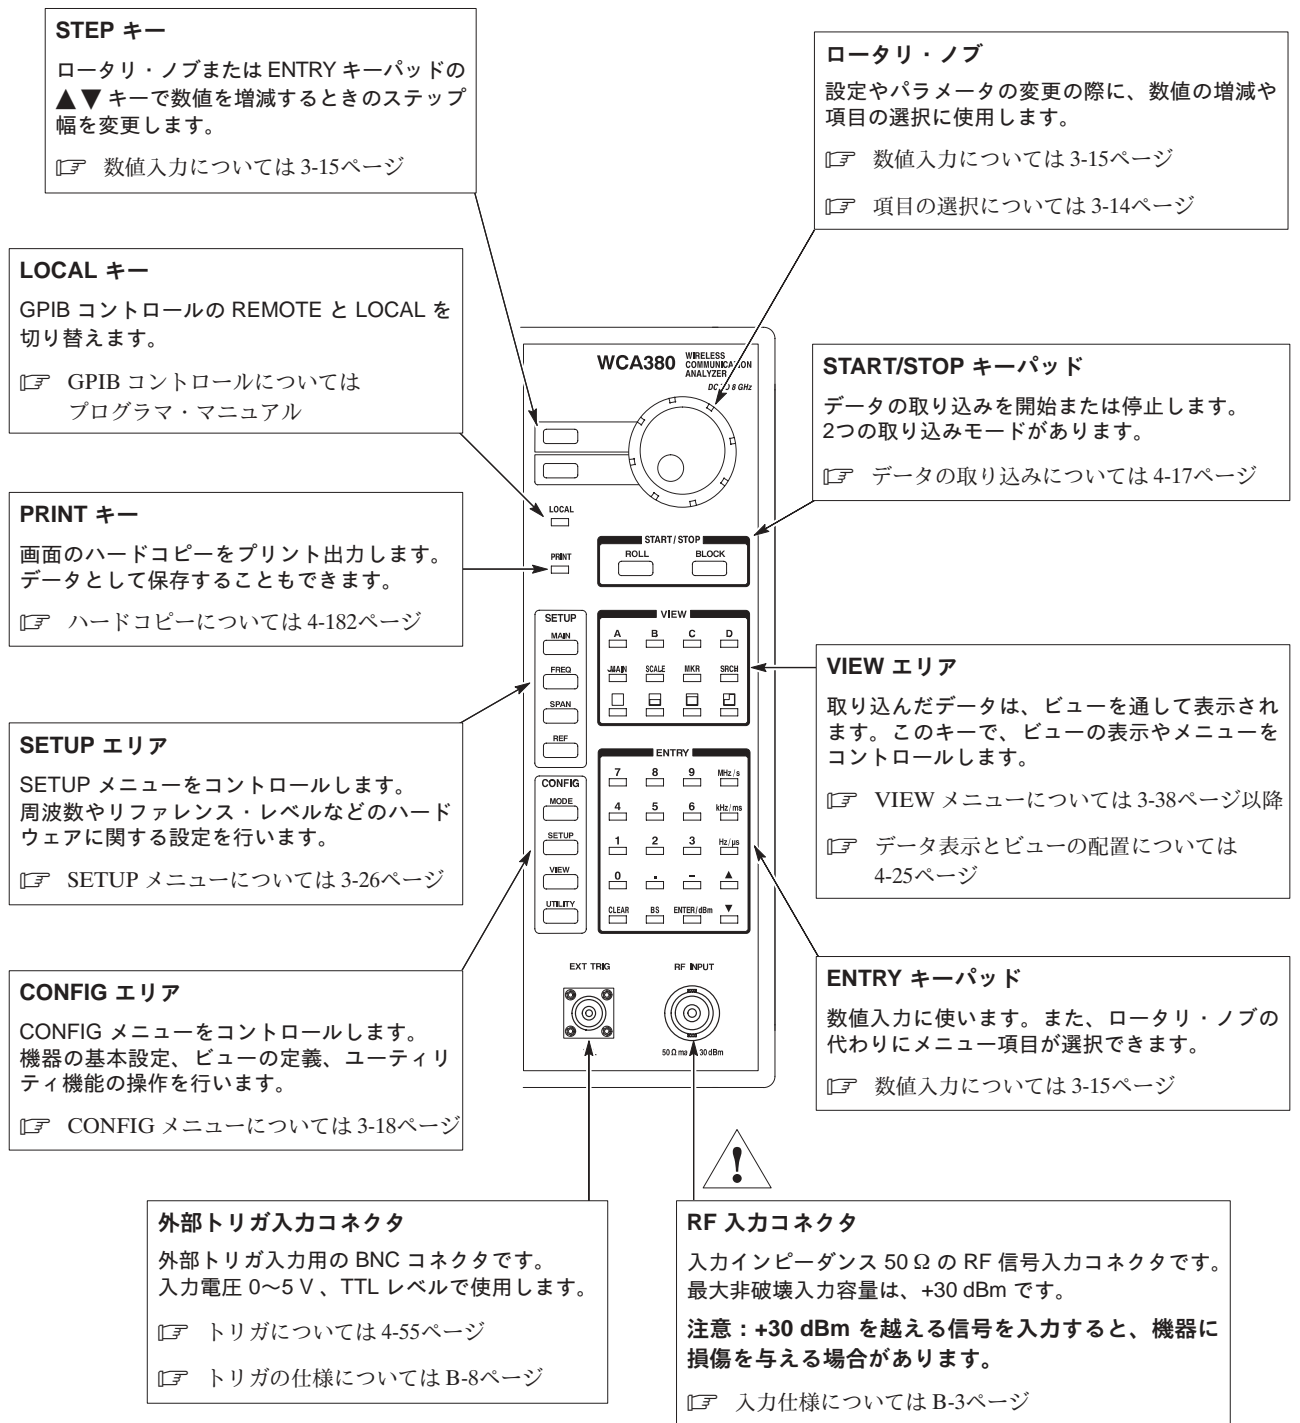 STEP キー
ロータリ・ノブまたは ENTRY キーパッドの
▲▼ キーで数値を増減するときのステップ
幅を変更します。
☞ 数値入力については 3-15ページ
ロータリ・ノブ
設定やパラメータの変更の際に、数値の増減や
項目の選択に使用します。
☞ 数値入力については 3-15ページ
☞ 項目の選択については 3-14ページ
LOCAL キー
GPIB コントロールの REMOTE と LOCAL を
切り替えます。
☞ GPIB コントロールについては
プログラマ・マニュアル
START/STOP キーパッド
データの取り込みを開始または停止します。
2つの取り込みモードがあります。
☞ データの取り込みについては 4-17ページ
PRINT キー
画面のハードコピーをプリント出力します。
データとして保存することもできます。
☞ ハードコピーについては 4-182ページ
VIEW エリア
取り込んだデータは、ビューを通して表示され
ます。このキーで、ビューの表示やメニューを
コントロールします。
☞ VIEW メニューについては 3-38ページ以降
☞ データ表示とビューの配置については
4-25ページ
SETUP エリア
SETUP メニューをコントロールします。
周波数やリファレンス・レベルなどのハード
ウェアに関する設定を行います。
☞ SETUP メニューについては 3-26ページ
CONFIG エリア
CONFIG メニューをコントロールします。
機器の基本設定、ビューの定義、ユーティリ
ティ機能の操作を行います。
☞ CONFIG メニューについては 3-18ページ
ENTRY キーパッド
数値入力に使います。また、ロータリ・ノブの
代わりにメニュー項目が選択できます。
☞ 数値入力については 3-15ページ
WCA380
WIRELESS
COMMUNICATION
ANALYZER
8 GHz
LOCAL
PRINT
START/STOP
ROLL BLOCK
SETUP
MAIN
FREQ
SPAN
REF
VIEW
A B C D
MAIN SCALE MKR SRCH
CONFIG
MODE
SETUP
VIEW
UTILITY
ENTRY
7 8 9 MHz/s
4 5 6 kHz/ms
1 2 3 Hz/μs
0 . − ▲
CLEAR BS ENTER/dBm ▼
EXT TRIG
RF INPUT
50 Ω 30 dBm
!
外部トリガ入力コネクタ
外部トリガ入力用の BNC コネクタです。
入力電圧 0〜5 V 、TTL レベルで使用します。
☞ トリガについては 4-55ページ
☞ トリガの仕様については B-8ページ
RF 入力コネクタ
入力インピーダンス 50 Ω の RF 信号入力コネクタです。
最大非破壊入力容量は、+30 dBm です。
注意：+30 dBm を越える信号を入力すると、機器に
損傷を与える場合があります。
☞ 入力仕様については B-3ページ